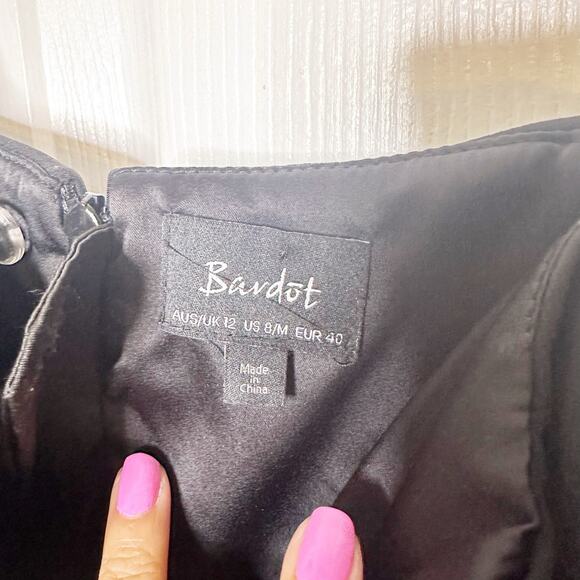 Bardot
AUS/UK 12 US 8/M EUR 40
Made
in
China